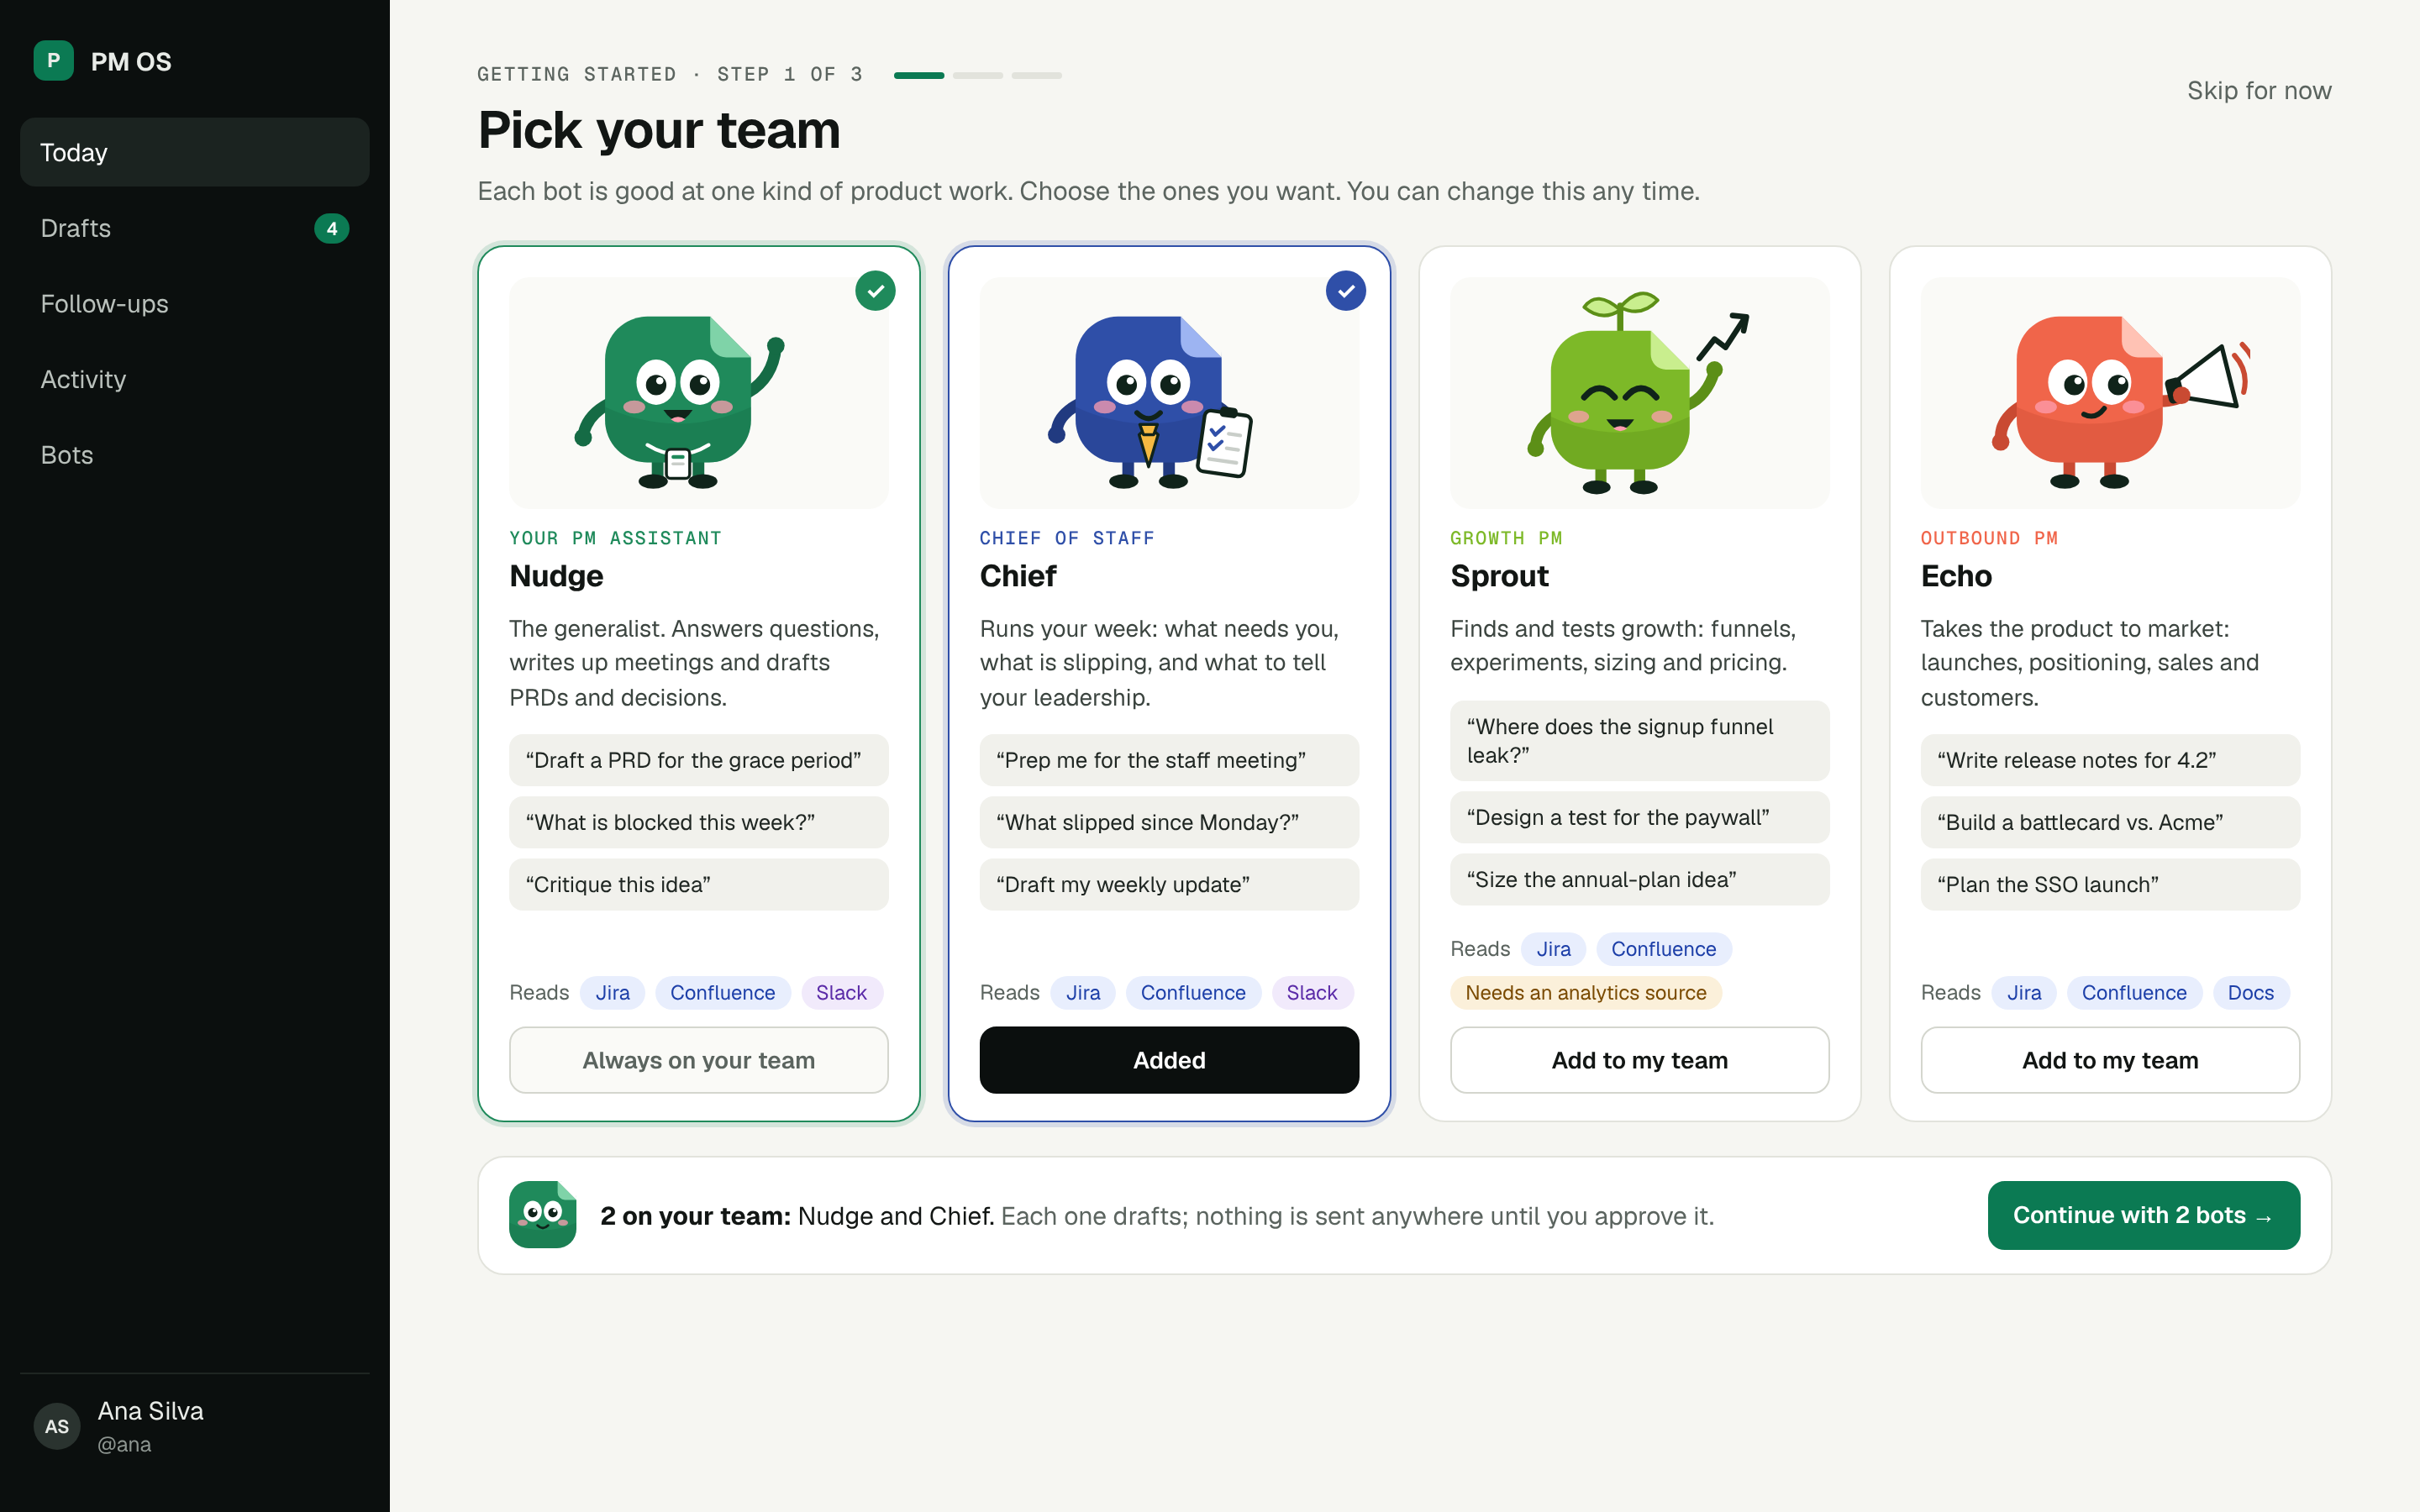 P PM OS
Today
Drafts 4
Follow-ups
Activity
Bots
AS Ana Silva
@ana
GETTING STARTED · STEP 1 OF 3
Skip for now
Pick your team
Each bot is good at one kind of product work. Choose the ones you want. You can change this any time.
YOUR PM ASSISTANT
Nudge
The generalist. Answers questions,
writes up meetings and drafts
PRDs and decisions.
“Draft a PRD for the grace period”
“What is blocked this week?”
“Critique this idea”
Reads Jira Confluence Slack
Always on your team
CHIEF OF STAFF
Chief
Runs your week: what needs you,
what is slipping, and what to tell
your leadership.
“Prep me for the staff meeting”
“What slipped since Monday?”
“Draft my weekly update”
Reads Jira Confluence Slack
Added
GROWTH PM
Sprout
Finds and tests growth: funnels,
experiments, sizing and pricing.
“Where does the signup funnel
leak?”
“Design a test for the paywall”
“Size the annual-plan idea”
Reads Jira Confluence
Needs an analytics source
Add to my team
OUTBOUND PM
Echo
Takes the product to market:
launches, positioning, sales and
customers.
“Write release notes for 4.2”
“Build a battlecard vs. Acme”
“Plan the SSO launch”
Reads Jira Confluence Docs
Add to my team
2 on your team: Nudge and Chief. Each one drafts; nothing is sent anywhere until you approve it.
Continue with 2 bots →